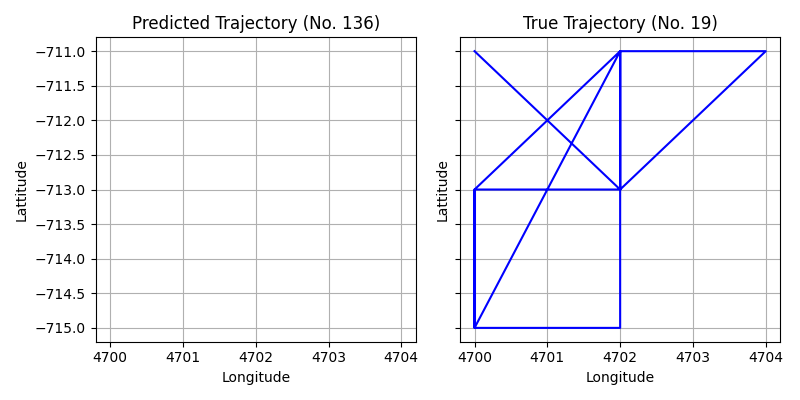 Predicted Trajectory (No. 136)
True Trajectory (No. 19)
−711.0
−711.5
−712.0
−712.5
−713.0
−713.5
−714.0
−714.5
−715.0
Lattitude
Lattitude
4700 4701 4702 4703 4704
4700 4701 4702 4703 4704
Longitude
Longitude